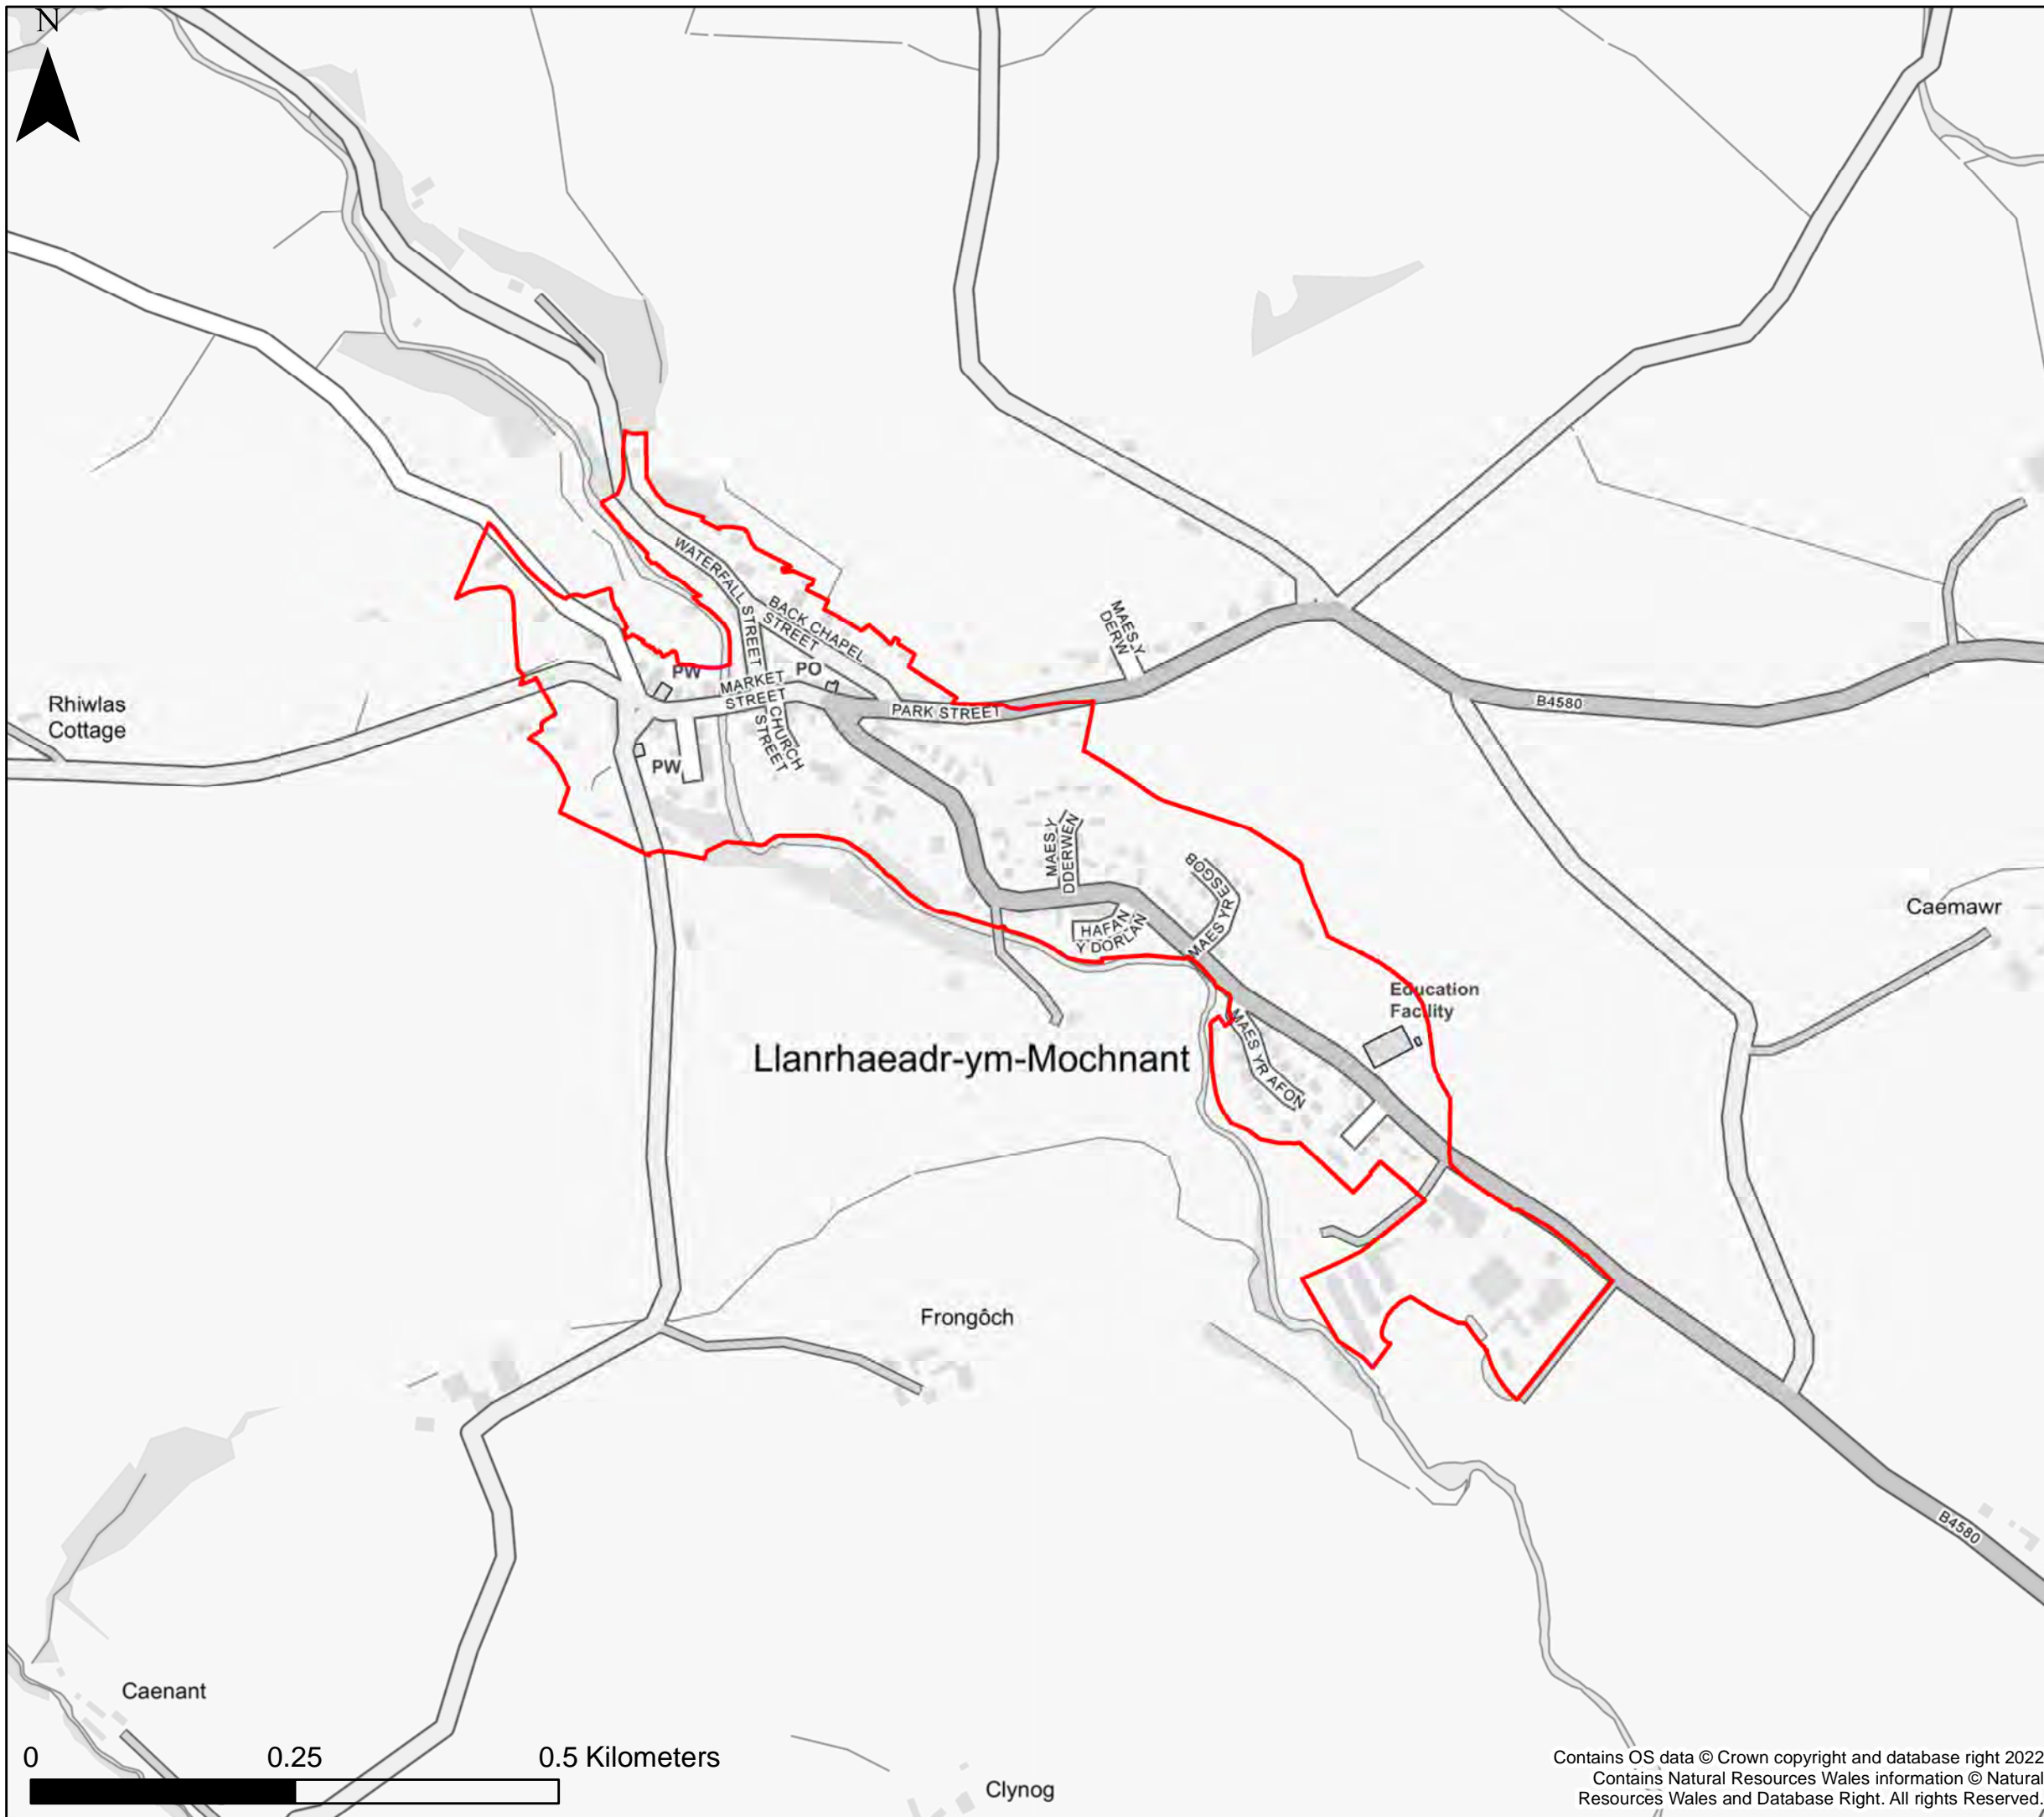 N
WATERFALL STREET
BACK CHAPEL
STREET
MAES Y
DERW
PW
PO
MARKET
STREET
CHURCH
STREET
PARK STREET
Rhiwlas
Cottage
B4580
PW
MAES Y
DDERWEN
MAES YR ESGOB
HAFAN
Y DORLAN
Caemawr
Education
Facility
MAES YR AFON
Llanrhaeadr-ym-Mochnant
Frongôch
B4580
Caenant
0 0.25 0.5 Kilometers
Clynog
Contains OS data © Crown copyright and database right 2022
Contains Natural Resources Wales information © Natural
Resources Wales and Database Right. All rights Reserved.